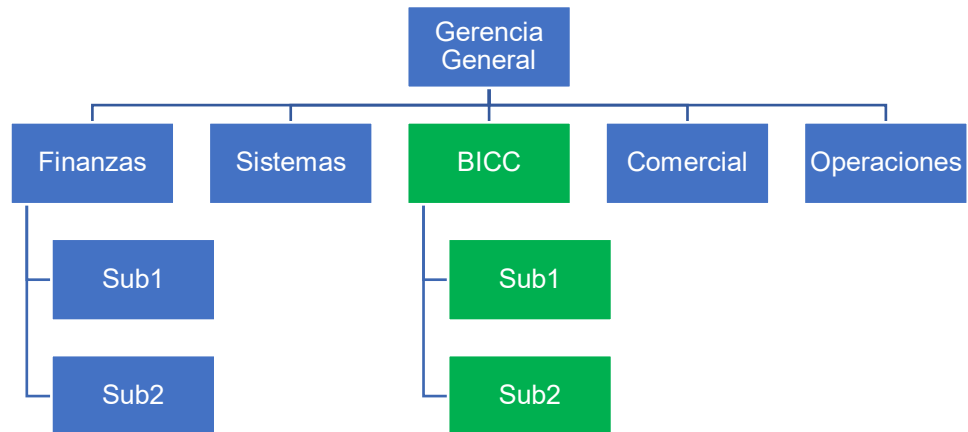 Gerencia
General
Finanzas
Sistemas
BICC
Comercial
Operaciones
Sub1
Sub1
Sub2
Sub2